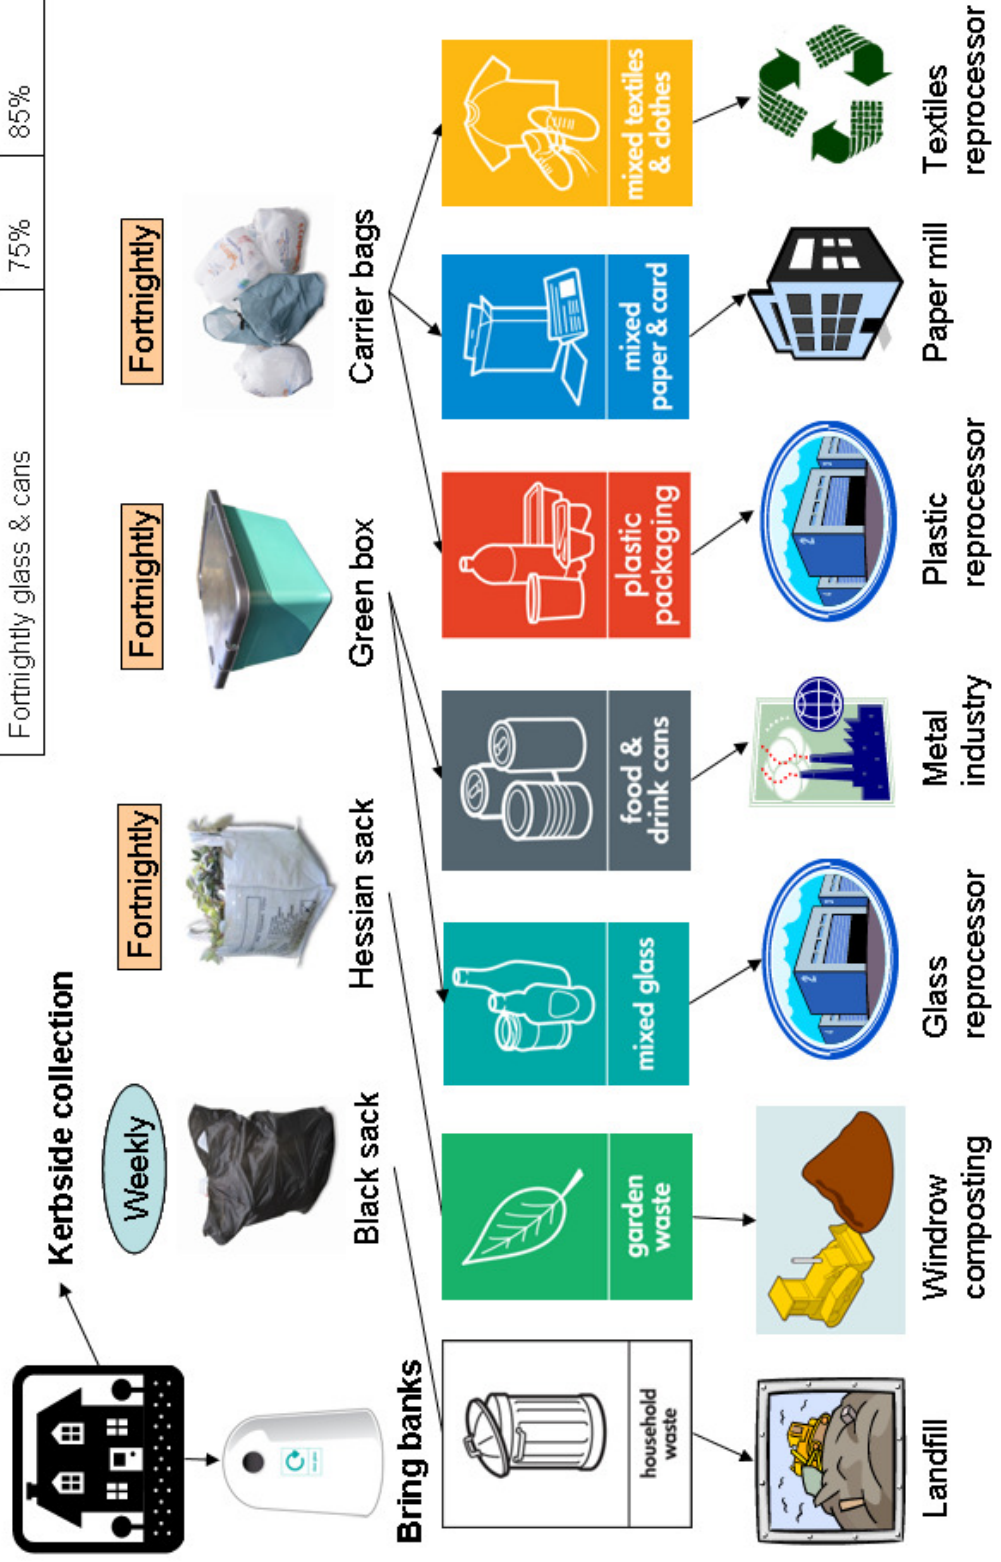 Fortnightly glass & cans 75% 85%
Kerbside collection
Weekly
Fortnightly
Fortnightly
Fortnightly
Black sack
Hessian sack
Green box
Carrier bags
Bring banks
household
waste
garden
waste
mixed glass
food &
drink cans
plastic
packaging
mixed
paper & card
mixed textiles
& clothes
Landfill
Windrow
composting
Glass
reprocessor
Metal
industry
Plastic
reprocessor
Paper mill
Textiles
reprocessor